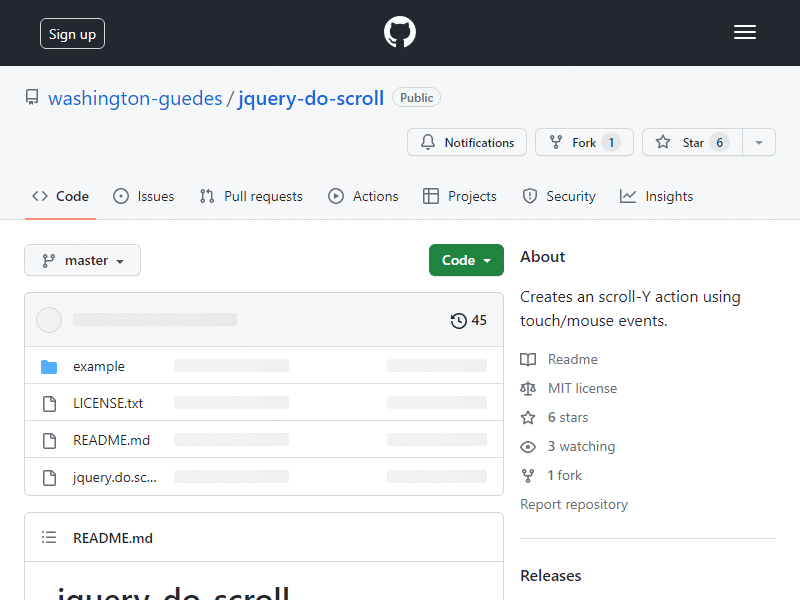 Sign up
washington-guedes / jquery-do-scroll Public
Notifications Fork 1 Star 6
Code Issues Pull requests Actions Projects Security Insights
master Code
45
example
LICENSE.txt
README.md
jquery.do.sc...
README.md
jquery-do-scroll
About
Creates an scroll-Y action using
touch/mouse events.
Readme
MIT license
6 stars
3 watching
1 fork
Report repository
Releases